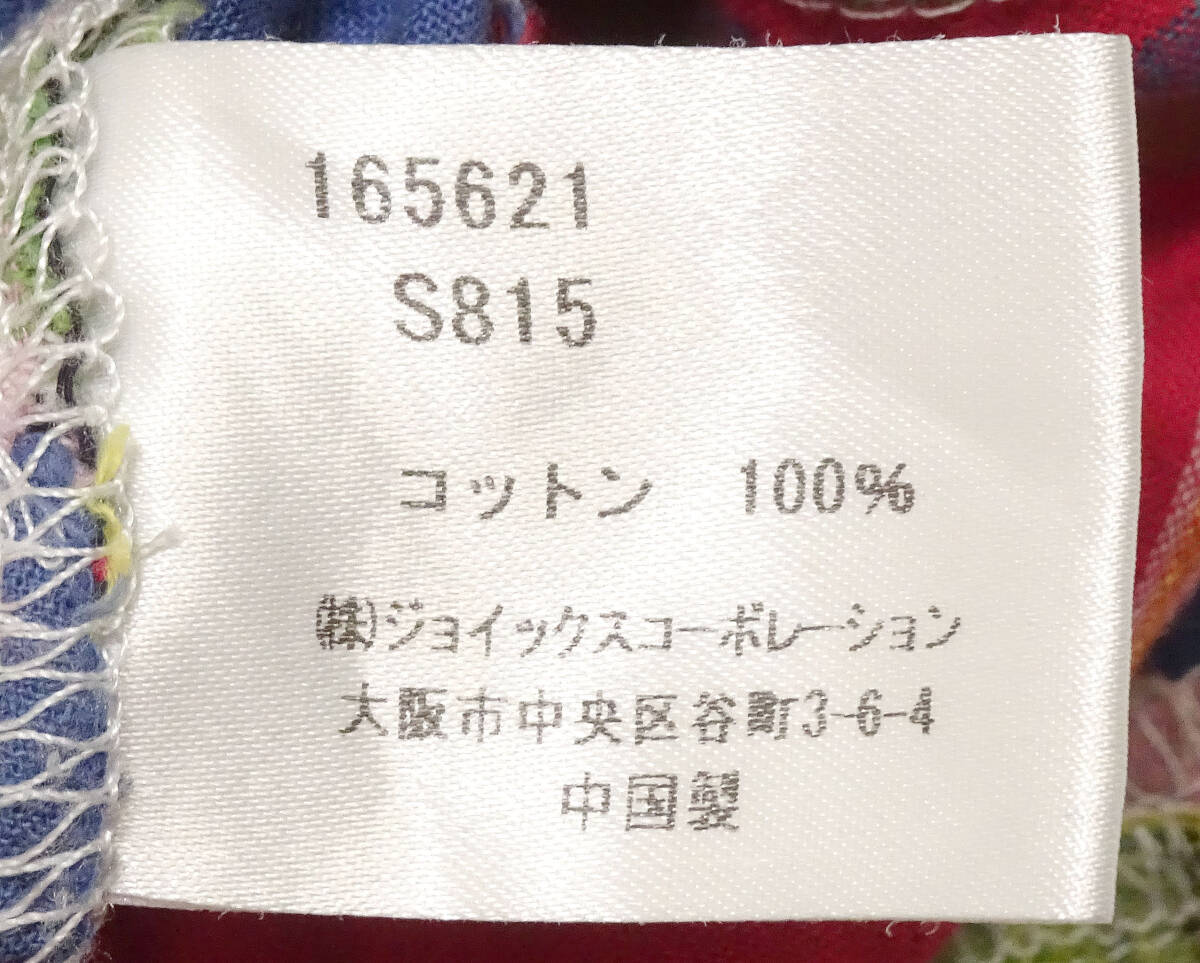 165621
S815
コットン 100%
㈱ジョイックスコーポレーション
大阪市中央区谷町3-6-4
中国製